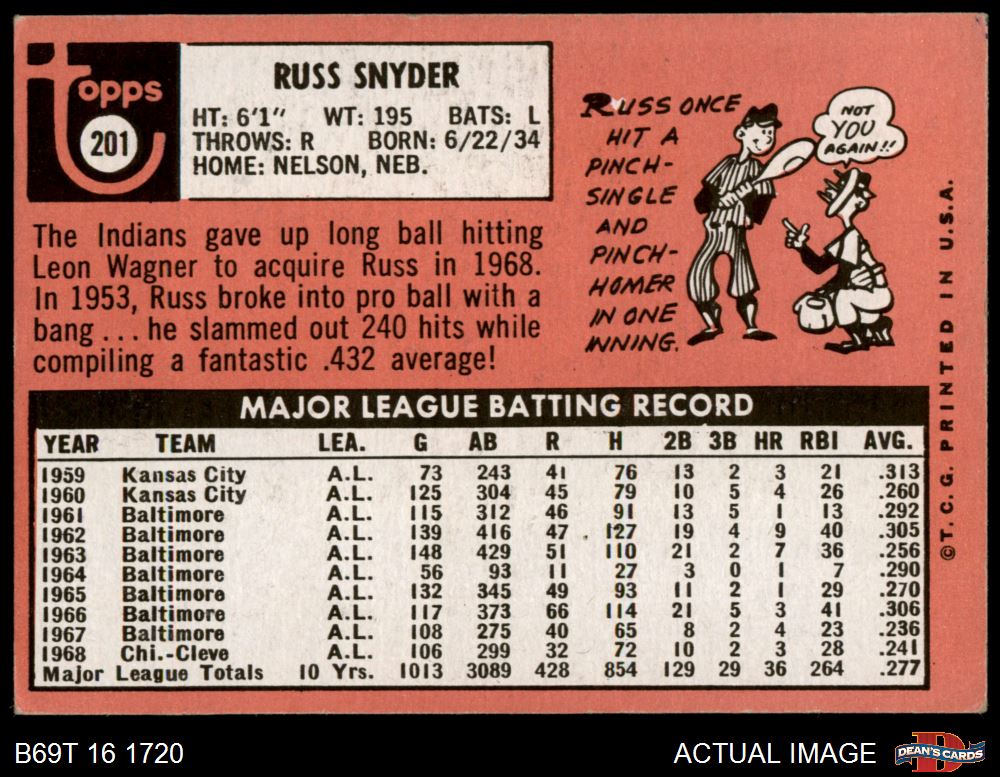 Topps
201
RUSS SNYDER
HT: 6'1" WT: 195 BATS: L
THROWS: R BORN: 6/22/34
HOME: NELSON, NEB.
The Indians gave up long ball hitting
Leon Wagner to acquire Russ in 1968.
In 1953, Russ broke into pro ball with a
bang . . . he slammed out 240 hits while
compiling a fantastic .432 average!
RUSS ONCE
HIT A
PINCH-
SINGLE
AND
PINCH-
HOMER
IN ONE
INNING.
NOT
YOU
AGAIN!!
© T. C. G. PRINTED IN U.S.A.
MAJOR LEAGUE BATTING RECORD
YEAR TEAM LEA. G AB R H 2B 3B HR RBI AVG.
1959 Kansas City A.L. 73 243 41 76 13 2 3 21 .313
1960 Kansas City A.L. 125 304 45 79 10 5 4 26 .260
1961 Baltimore A.L. 115 312 46 91 13 5 1 13 .292
1962 Baltimore A.L. 139 416 47 127 19 4 9 40 .305
1963 Baltimore A.L. 148 429 51 110 21 2 7 36 .256
1964 Baltimore A.L. 56 93 11 27 3 0 1 7 .290
1965 Baltimore A.L. 132 345 49 93 11 2 1 29 .270
1966 Baltimore A.L. 117 373 66 114 21 5 3 41 .306
1967 Baltimore A.L. 108 275 40 65 8 2 4 23 .236
1968 Chi.-Cleve A.L. 106 299 32 72 10 2 3 28 .241
Major League Totals 10 Yrs. 1013 3089 428 854 129 29 36 264 .277
B69T 16 1720
ACTUAL IMAGE
D
DEAN'S CARDS